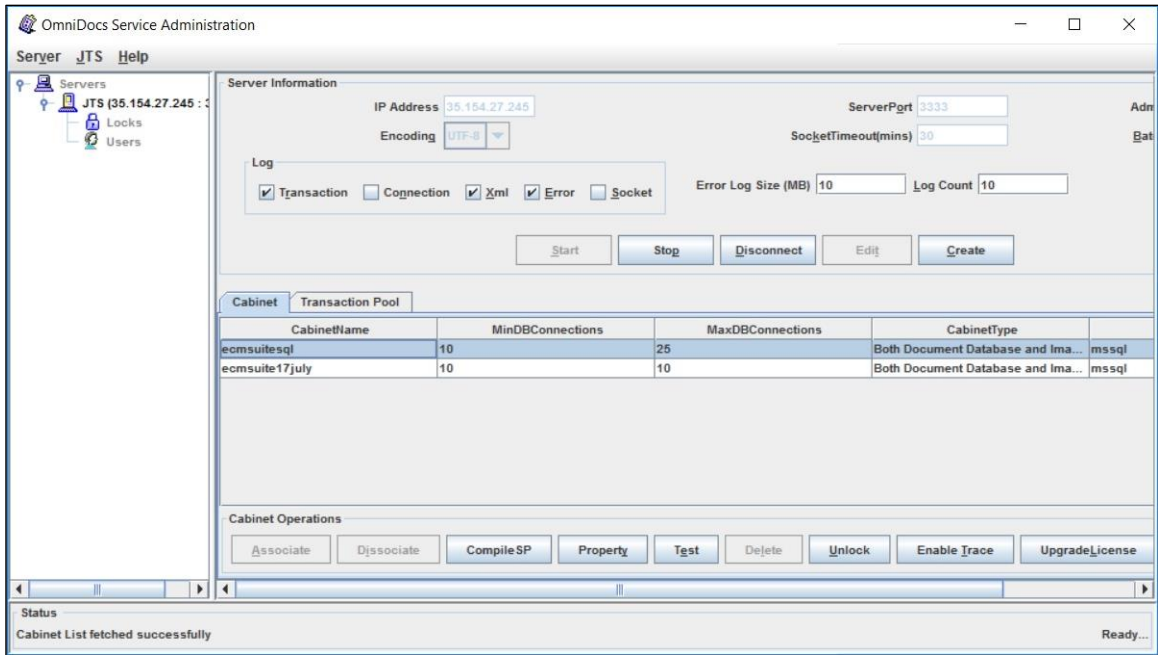 OmniDocs Service Administration
Server JTS Help
Servers
JTS (35.154.27.245 : 3
Locks
Users
Server Information
IP Address 35.154.27.245 ServerPort 3333 Adm
Encoding UTF-8 SocketTimeout(mins) 30 Bat
Log
Transaction Connection Xml Error Socket Error Log Size (MB) 10 Log Count 10
Start Stop Disconnect Edit Create
Cabinet Transaction Pool
CabinetName MinDBConnections MaxDBConnections CabinetType
ecmsuitesql 10 25 Both Document Database and Ima... mssql
ecmsuite17july 10 10 Both Document Database and Ima... mssql
Cabinet Operations
Associate Dissociate CompileSP Property Test Delete Unlock Enable Trace UpgradeLicense
Status
Cabinet List fetched successfully Ready...